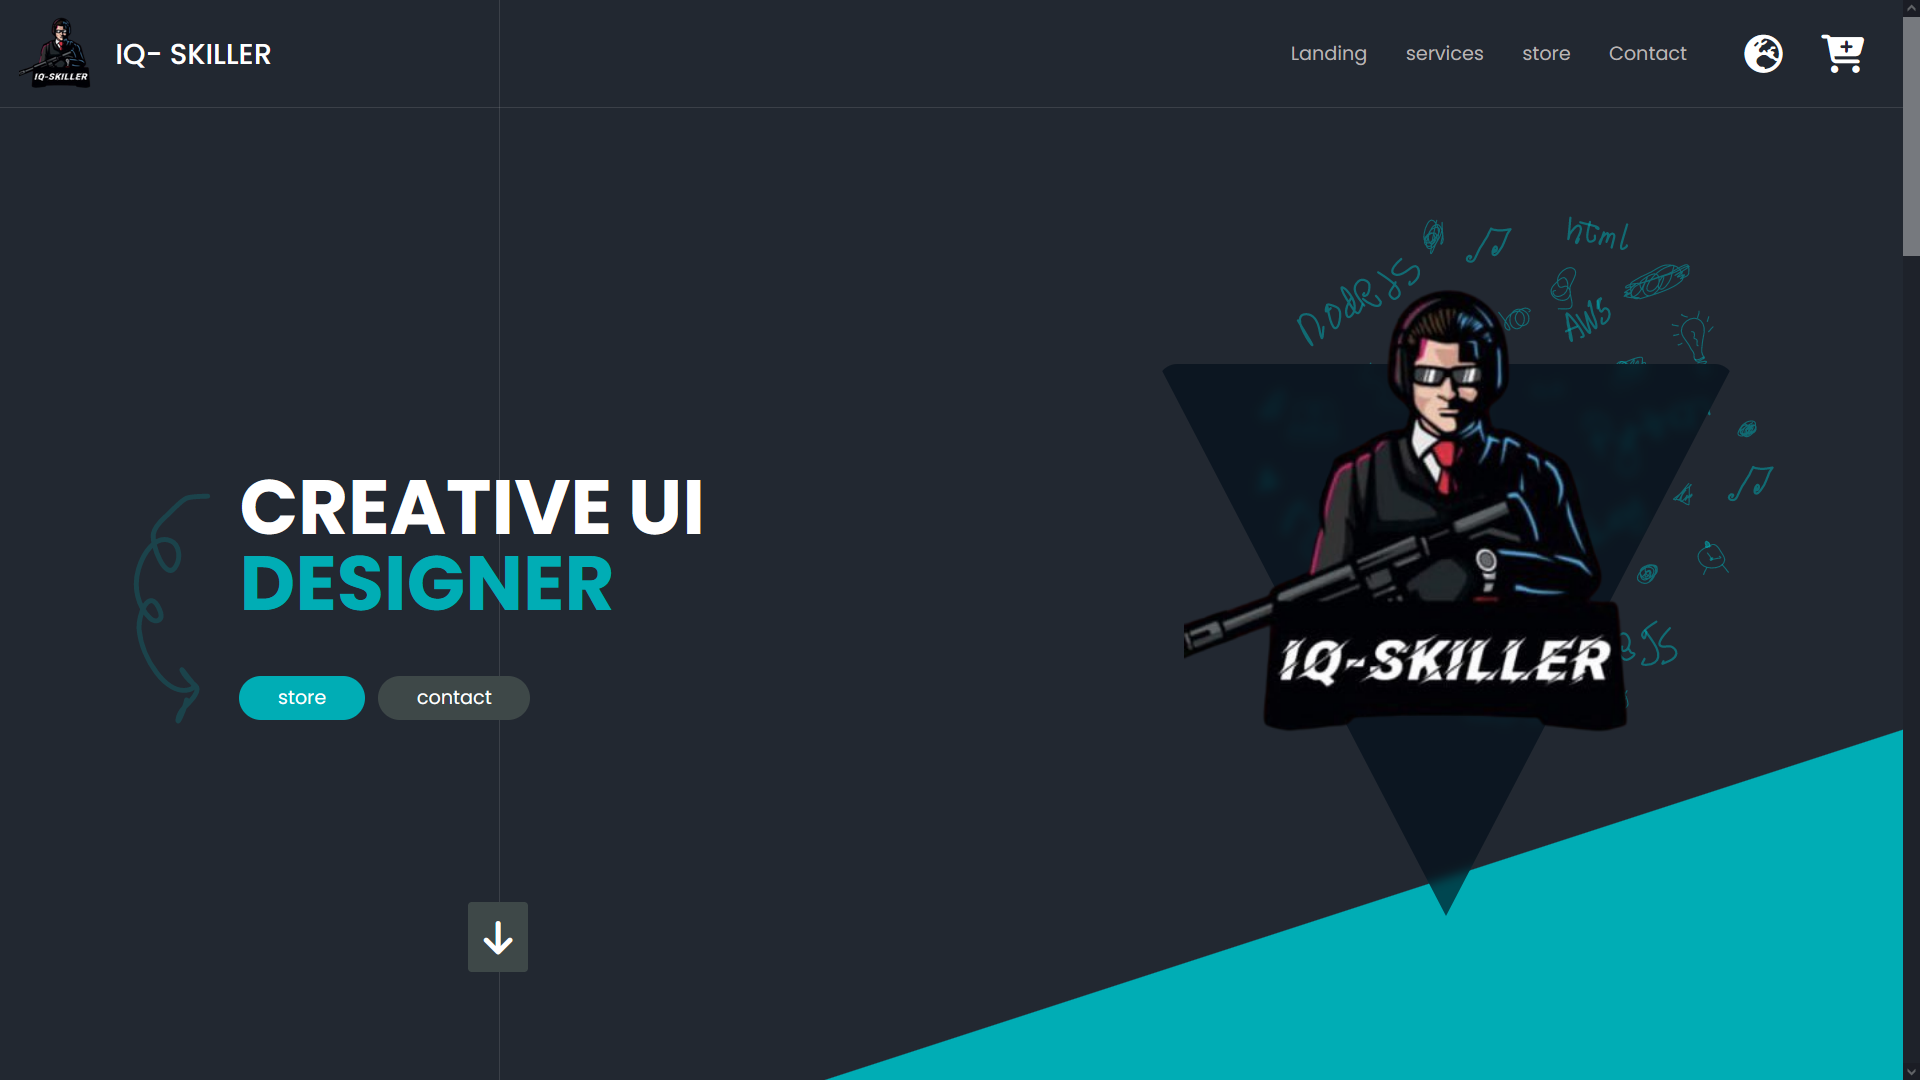 IQ-SKILLER
IQ- SKILLER
Landing
services
store
Contact
html
NodeJS
AWS
CREATIVE UI
DESIGNER
IQ-SKILLER
JS
store
contact